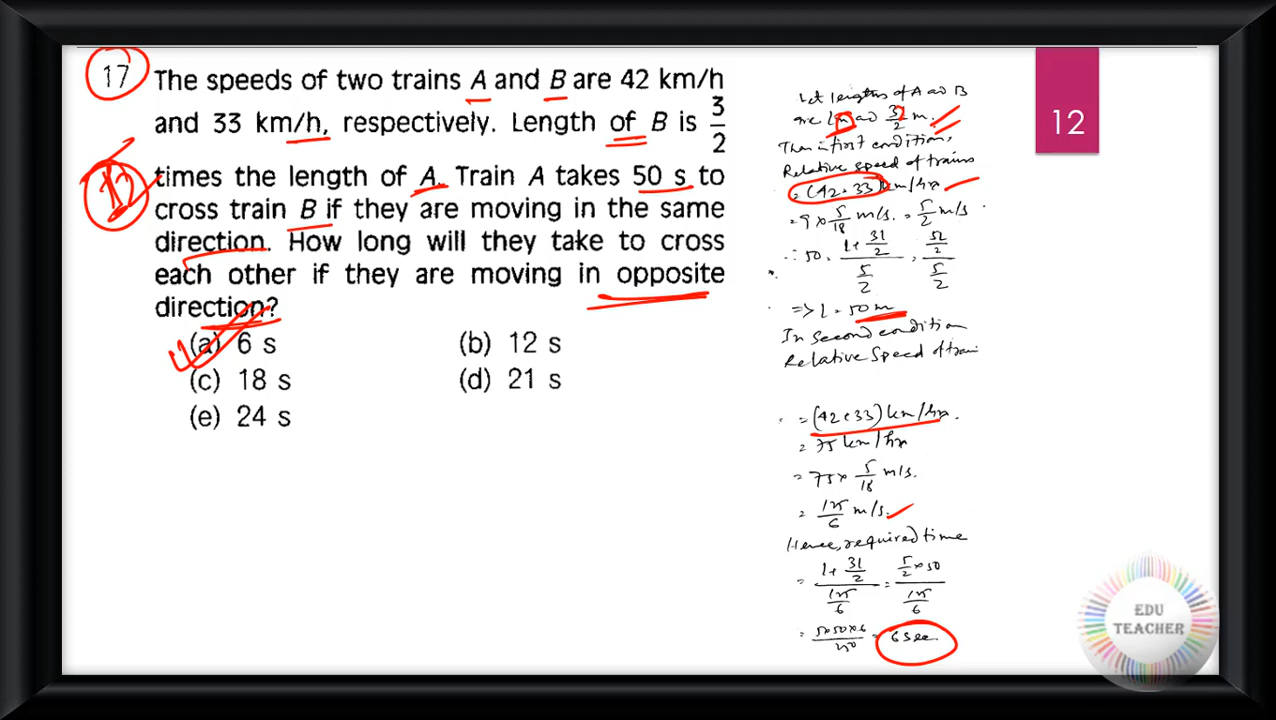 17
The speeds of two trains A and B are 42 km/h
and 33 km/h, respectively. Length of B is 3/2
times the length of A. Train A takes 50 s to
cross train B if they are moving in the same
direction. How long will they take to cross
each other if they are moving in opposite
direction?
(a) 6 s (b) 12 s
(c) 18 s (d) 21 s
(e) 24 s
12
Let lengths of A and B
are lm and 3l/2 m.
Then in first condition,
Relative speed of trains
= (42-33) km/hr
= 9 × 5/18 m/s. = 5/2 m/s
∴ 50 = (l + 3l/2)/(5/2) = (5l/2)/(5/2)
=> l = 50 m
In second condition
Relative speed of trai
= (42+33) km/hr.
= 75 km/hr
= 75 × 5/18 m/s.
= 125/6 m/s.
Hence, required time
= (l + 3l/2)/(125/6) = (5/2 × 50)/(125/6)
= 6 sec.
EDU
TEACHER